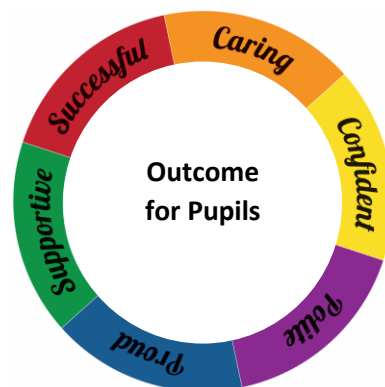 Caring
Confident
Polite
Proud
Supportive
Successful
Outcome
for Pupils